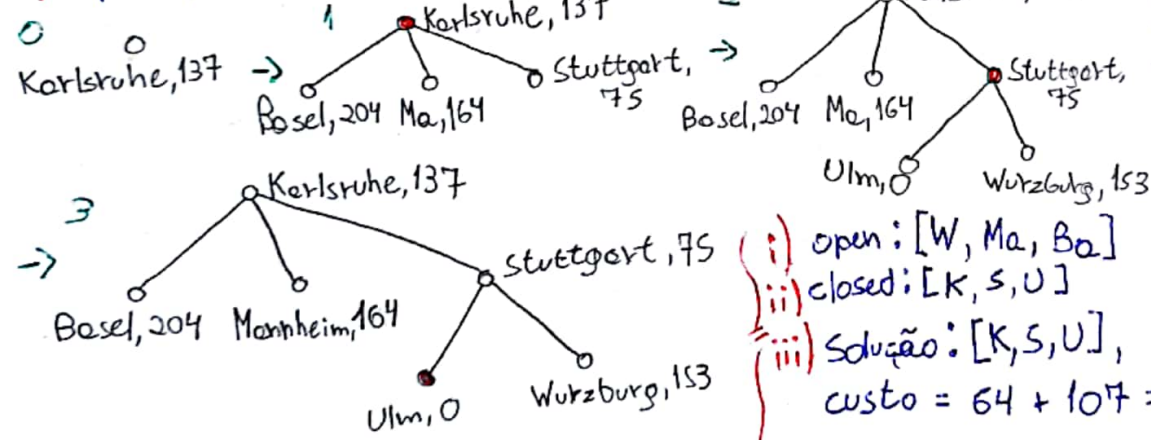 0
Karlsruhe, 137
->
1
Karlsruhe, 137
Basel, 204 Ma, 164 Stuttgart, 75
->
Basel, 204 Ma, 164 Stuttgart, 75
Ulm, 0 Wurzburg, 153
-> 3
Karlsruhe, 137
Basel, 204 Mannheim, 164 Stuttgart, 75
Ulm, 0 Wurzburg, 153
i) open: [W, Ma, Ba]
ii) closed: [K, S, U]
iii) Solução: [K, S, U],
custo = 64 + 107 =